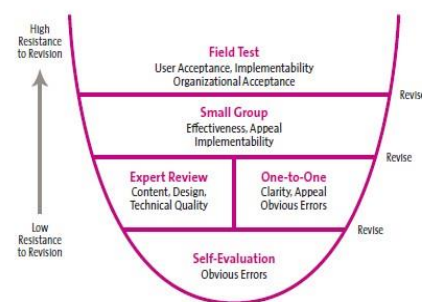 High
Resistance
to Revision
Field Test
User Acceptance, Implementability
Organizational Acceptance
Revise
Small Group
Effectiveness, Appeal
Implementability
Revise
Expert Review
Content, Design,
Technical Quality
One-to-One
Clarity, Appeal
Obvious Errors
Revise
Low
Resistance
to Revision
Self-Evaluation
Obvious Errors